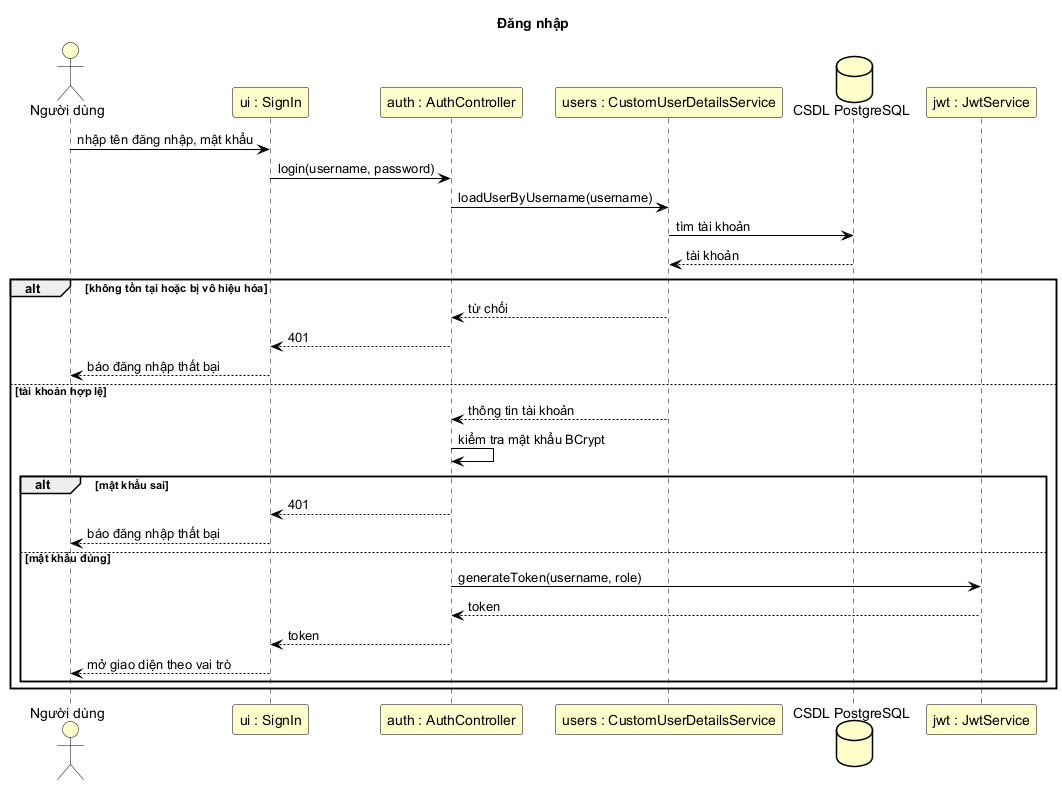 Đăng nhập
Người dùng
ui : SignIn
auth : AuthController
users : CustomUserDetailsService
CSDL PostgreSQL
jwt : JwtService
nhập tên đăng nhập, mật khẩu
login(username, password)
loadUserByUsername(username)
tìm tài khoản
tài khoản
alt [không tồn tại hoặc bị vô hiệu hóa]
từ chối
401
báo đăng nhập thất bại
[tài khoản hợp lệ]
thông tin tài khoản
kiểm tra mật khẩu BCrypt
alt [mật khẩu sai]
401
báo đăng nhập thất bại
[mật khẩu đúng]
generateToken(username, role)
token
token
mở giao diện theo vai trò
Người dùng
ui : SignIn
auth : AuthController
users : CustomUserDetailsService
CSDL PostgreSQL
jwt : JwtService